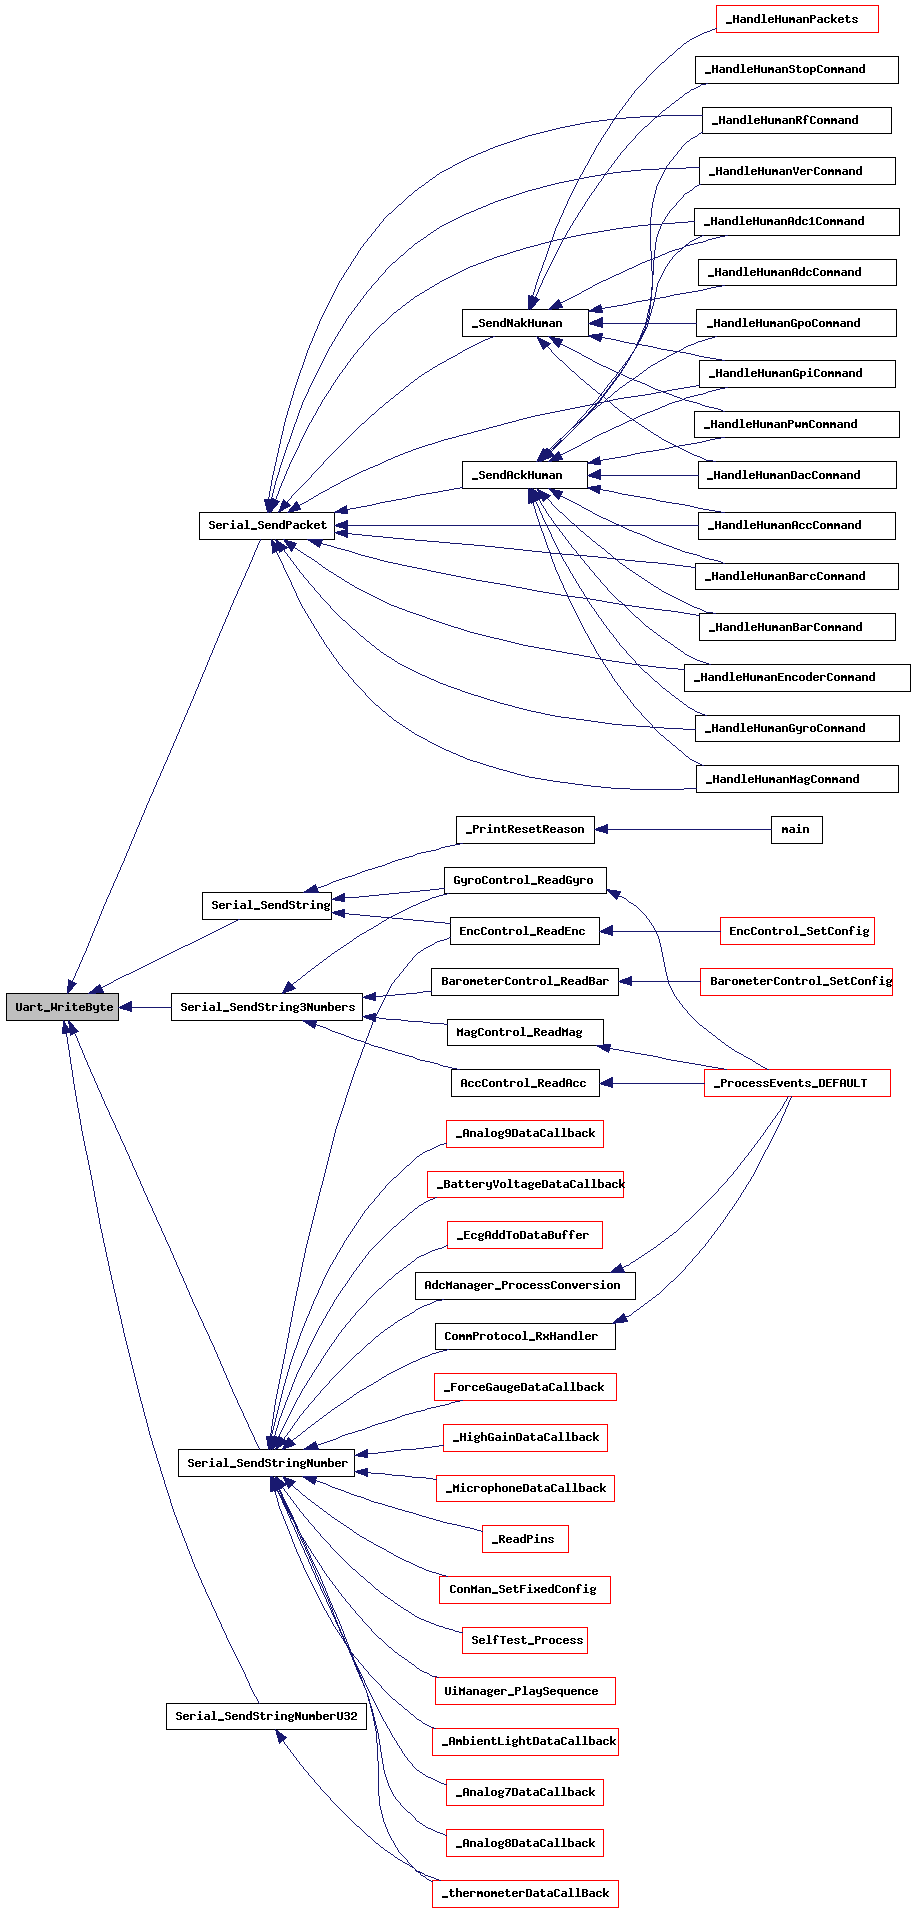 _HandleHumanPackets
_HandleHumanStopCommand
_HandleHumanRfCommand
_HandleHumanVerCommand
_HandleHumanAdc1Command
_HandleHumanAdcCommand
_SendNakHuman
_HandleHumanGpoCommand
_HandleHumanGpiCommand
_HandleHumanPwmCommand
_SendAckHuman
_HandleHumanDacCommand
Serial_SendPacket
_HandleHumanAccCommand
_HandleHumanBarcCommand
_HandleHumanBarCommand
_HandleHumanEncoderCommand
_HandleHumanGyroCommand
_HandleHumanMagCommand
_PrintResetReason
main
GyroControl_ReadGyro
Serial_SendString
EncControl_ReadEnc
EncControl_SetConfig
BarometerControl_ReadBar
BarometerControl_SetConfig
Uart_WriteByte
Serial_SendString3Numbers
MagControl_ReadMag
AccControl_ReadAcc
_ProcessEvents_DEFAULT
_Analog9DataCallback
_BatteryVoltageDataCallback
_EcgAddToDataBuffer
AdcManager_ProcessConversion
CommProtocol_RxHandler
_ForceGaugeDataCallback
_HighGainDataCallback
Serial_SendStringNumber
_MicrophoneDataCallback
_ReadPins
ConMan_SetFixedConfig
SelfTest_Process
UiManager_PlaySequence
Serial_SendStringNumberU32
_AmbientLightDataCallback
_Analog7DataCallback
_Analog8DataCallback
_thermometerDataCallBack